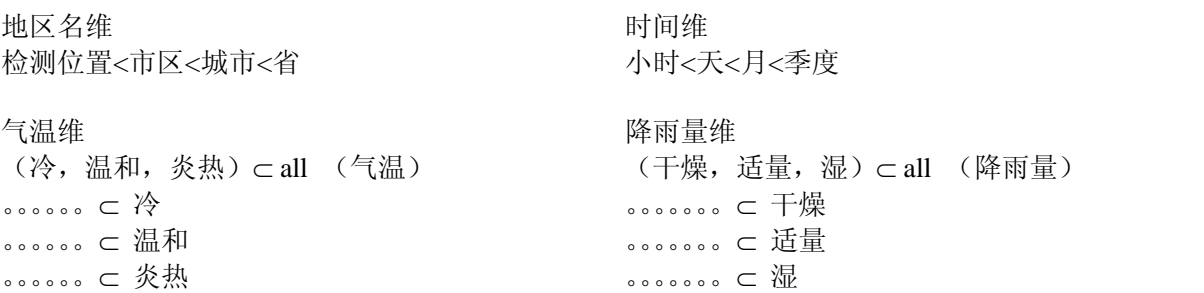 地区名维
检测位置<市区<城市<省
时间维
小时<天<月<季度
气温维
（冷，温和，炎热）⊂ all （气温）
。。。。。。 ⊂ 冷
。。。。。。 ⊂ 温和
。。。。。。 ⊂ 炎热
降雨量维
（干燥，适量，湿）⊂ all （降雨量）
。。。。。。。 ⊂ 干燥
。。。。。。。 ⊂ 适量
。。。。。。。 ⊂ 湿